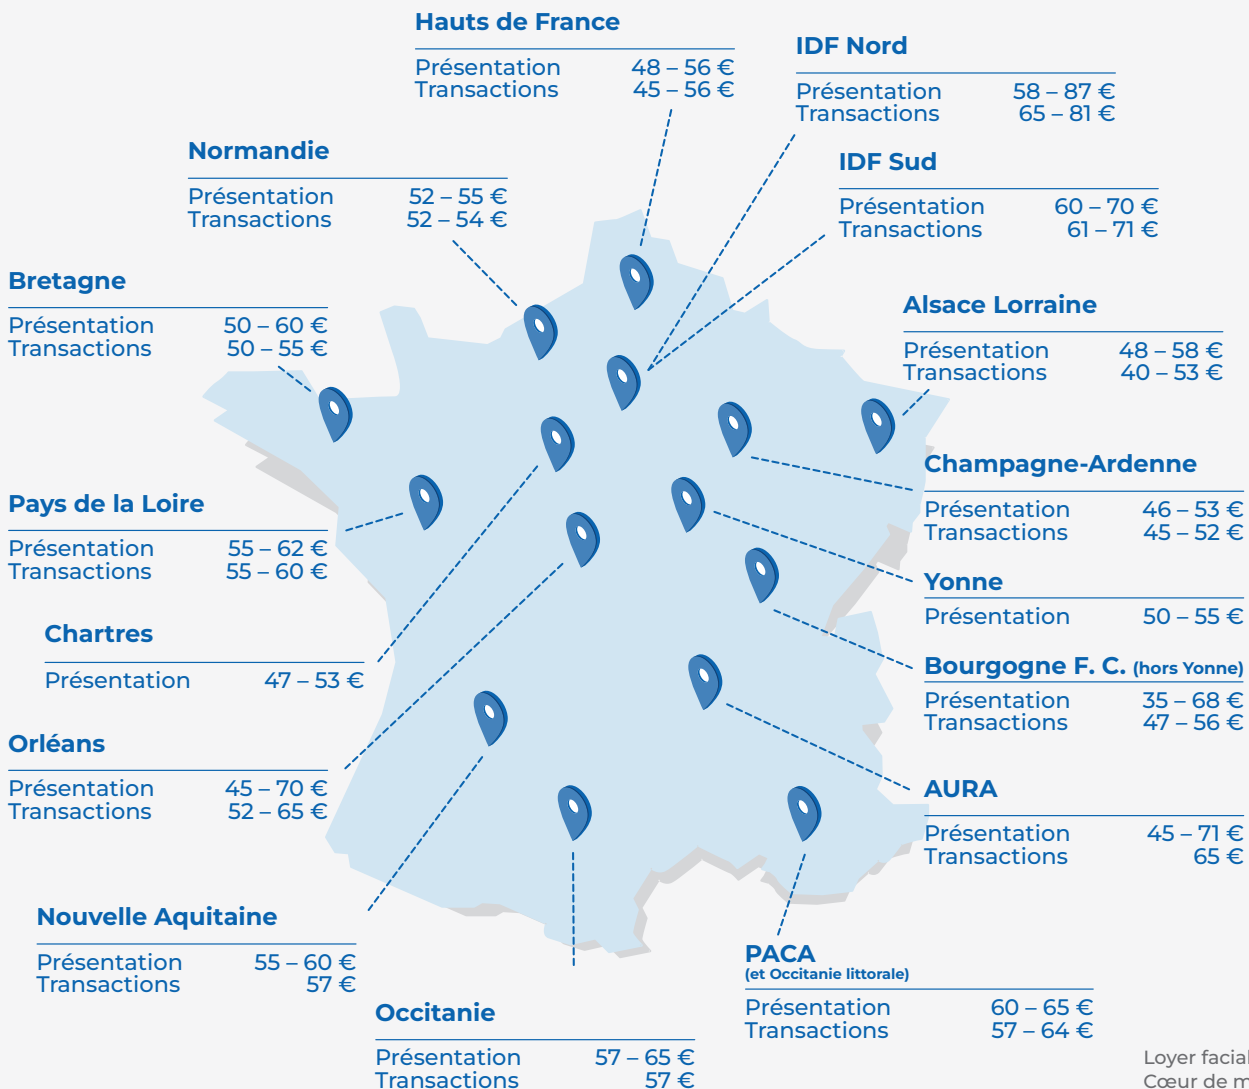 Hauts de France
Présentation 48 – 56 €
Transactions 45 – 56 €
IDF Nord
Présentation 58 – 87 €
Transactions 65 – 81 €
Normandie
Présentation 52 – 55 €
Transactions 52 – 54 €
IDF Sud
Présentation 60 – 70 €
Transactions 61 – 71 €
Bretagne
Présentation 50 – 60 €
Transactions 50 – 55 €
Alsace Lorraine
Présentation 48 – 58 €
Transactions 40 – 53 €
Champagne-Ardenne
Présentation 46 – 53 €
Transactions 45 – 52 €
Pays de la Loire
Présentation 55 – 62 €
Transactions 55 – 60 €
Yonne
Présentation 50 – 55 €
Chartres
Présentation 47 – 53 €
Bourgogne F. C. (hors Yonne)
Présentation 35 – 68 €
Transactions 47 – 56 €
Orléans
Présentation 45 – 70 €
Transactions 52 – 65 €
AURA
Présentation 45 – 71 €
Transactions 65 €
Nouvelle Aquitaine
Présentation 55 – 60 €
Transactions 57 €
PACA
(et Occitanie littorale)
Présentation 60 – 65 €
Transactions 57 – 64 €
Occitanie
Présentation 57 – 65 €
Transactions 57 €
Loyer facial
Cœur de m